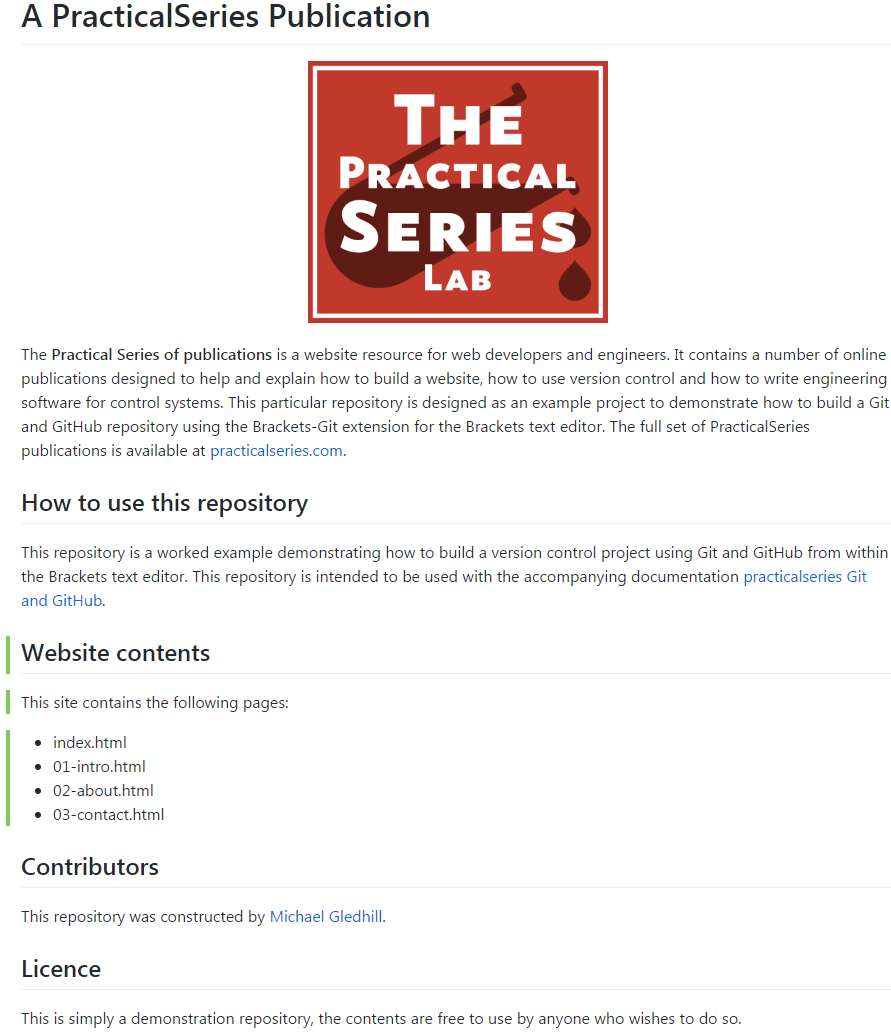 A PracticalSeries Publication
THE
PRACTICAL
SERIES
LAB
The Practical Series of publications is a website resource for web developers and engineers. It contains a number of online
publications designed to help and explain how to build a website, how to use version control and how to write engineering
software for control systems. This particular repository is designed as an example project to demonstrate how to build a Git
and GitHub repository using the Brackets-Git extension for the Brackets text editor. The full set of PracticalSeries
publications is available at practicalseries.com.
How to use this repository
This repository is a worked example demonstrating how to build a version control project using Git and GitHub from within
the Brackets text editor. This repository is intended to be used with the accompanying documentation practicalseries Git
and GitHub.
Website contents
This site contains the following pages:
• index.html
• 01-intro.html
• 02-about.html
• 03-contact.html
Contributors
This repository was constructed by Michael Gledhill.
Licence
This is simply a demonstration repository, the contents are free to use by anyone who wishes to do so.